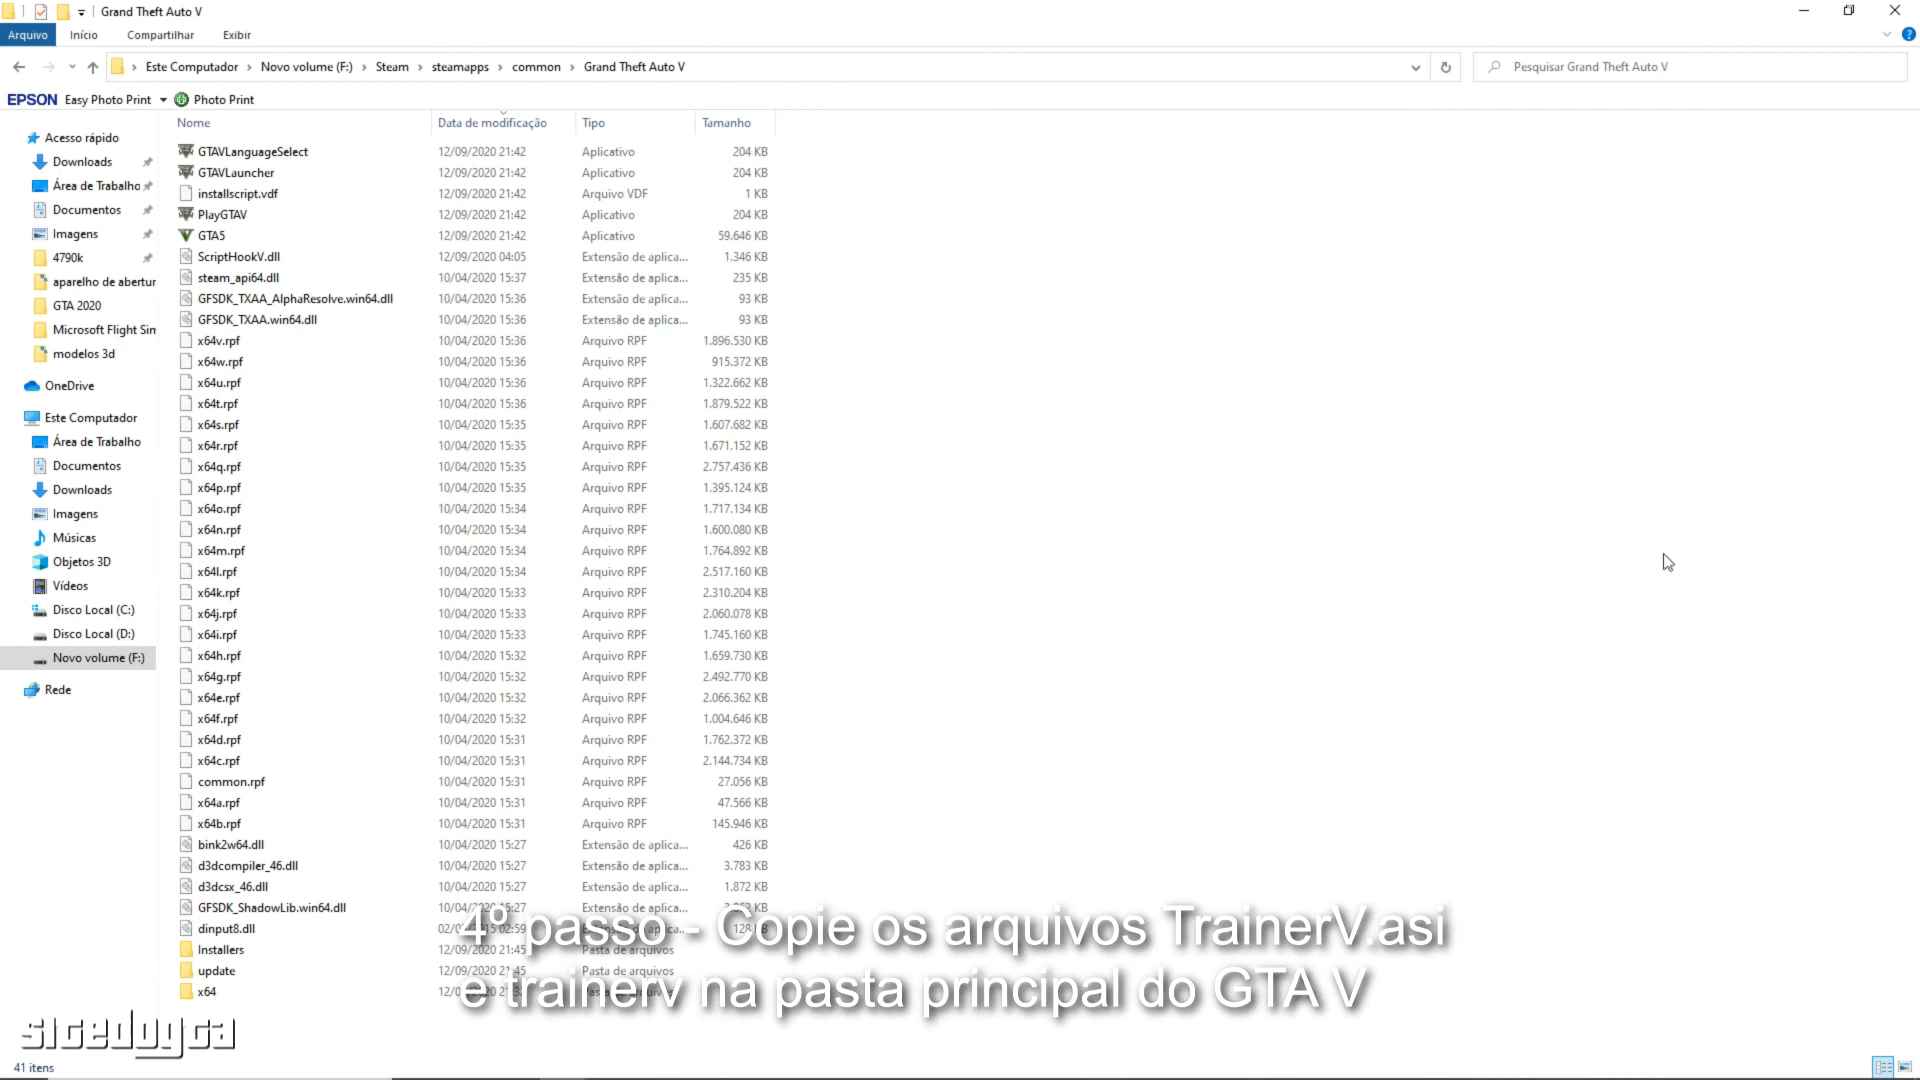 Grand Theft Auto V
Arquivo Início Compartilhar Exibir
Este Computador Novo volume (F:) Steam steamapps common Grand Theft Auto V
Pesquisar Grand Theft Auto V
EPSON Easy Photo Print Photo Print
Nome Data de modificação Tipo Tamanho
Acesso rápido
Downloads
Área de Trabalho
Documentos
Imagens
4790k
aparelho de abertur
GTA 2020
Microsoft Flight Sim
modelos 3d
OneDrive
Este Computador
Área de Trabalho
Documentos
Downloads
Imagens
Músicas
Objetos 3D
Vídeos
Disco Local (C:)
Disco Local (D:)
Novo volume (F:)
Rede
GTAVLanguageSelect 12/09/2020 21:42 Aplicativo 204 KB
GTAVLauncher 12/09/2020 21:42 Aplicativo 204 KB
installscript.vdf 12/09/2020 21:42 Arquivo VDF 1 KB
PlayGTAV 12/09/2020 21:42 Aplicativo 204 KB
GTA5 12/09/2020 21:42 Aplicativo 59.646 KB
ScriptHookV.dll 12/09/2020 04:05 Extensão de aplica... 1.346 KB
steam_api64.dll 10/04/2020 15:37 Extensão de aplica... 235 KB
GFSDK_TXAA_AlphaResolve.win64.dll 10/04/2020 15:36 Extensão de aplica... 93 KB
GFSDK_TXAA.win64.dll 10/04/2020 15:36 Extensão de aplica... 93 KB
x64v.rpf 10/04/2020 15:36 Arquivo RPF 1.896.530 KB
x64w.rpf 10/04/2020 15:36 Arquivo RPF 915.372 KB
x64u.rpf 10/04/2020 15:36 Arquivo RPF 1.322.662 KB
x64t.rpf 10/04/2020 15:36 Arquivo RPF 1.879.522 KB
x64s.rpf 10/04/2020 15:35 Arquivo RPF 1.607.682 KB
x64r.rpf 10/04/2020 15:35 Arquivo RPF 1.671.152 KB
x64q.rpf 10/04/2020 15:35 Arquivo RPF 2.757.436 KB
x64p.rpf 10/04/2020 15:35 Arquivo RPF 1.395.124 KB
x64o.rpf 10/04/2020 15:34 Arquivo RPF 1.717.134 KB
x64n.rpf 10/04/2020 15:34 Arquivo RPF 1.600.080 KB
x64m.rpf 10/04/2020 15:34 Arquivo RPF 1.764.892 KB
x64l.rpf 10/04/2020 15:34 Arquivo RPF 2.517.160 KB
x64k.rpf 10/04/2020 15:33 Arquivo RPF 2.310.204 KB
x64j.rpf 10/04/2020 15:33 Arquivo RPF 2.060.078 KB
x64i.rpf 10/04/2020 15:33 Arquivo RPF 1.745.160 KB
x64h.rpf 10/04/2020 15:32 Arquivo RPF 1.659.730 KB
x64g.rpf 10/04/2020 15:32 Arquivo RPF 2.492.770 KB
x64e.rpf 10/04/2020 15:32 Arquivo RPF 2.066.362 KB
x64f.rpf 10/04/2020 15:32 Arquivo RPF 1.004.646 KB
x64d.rpf 10/04/2020 15:31 Arquivo RPF 1.762.372 KB
x64c.rpf 10/04/2020 15:31 Arquivo RPF 2.144.734 KB
common.rpf 10/04/2020 15:31 Arquivo RPF 27.056 KB
x64a.rpf 10/04/2020 15:31 Arquivo RPF 47.566 KB
x64b.rpf 10/04/2020 15:31 Arquivo RPF 145.946 KB
bink2w64.dll 10/04/2020 15:27 Extensão de aplica... 426 KB
d3dcompiler_46.dll 10/04/2020 15:27 Extensão de aplica... 3.783 KB
d3dcsx_46.dll 10/04/2020 15:27 Extensão de aplica... 1.872 KB
GFSDK_ShadowLib.win64.dll Extensão de aplica...
dinput8.dll
Installers Pasta de arquivos
update Pasta de arquivos
x64
4º passo - Copie os arquivos TrainerV.asi
e trainerv na pasta principal do GTA V
sitedogta
41 itens